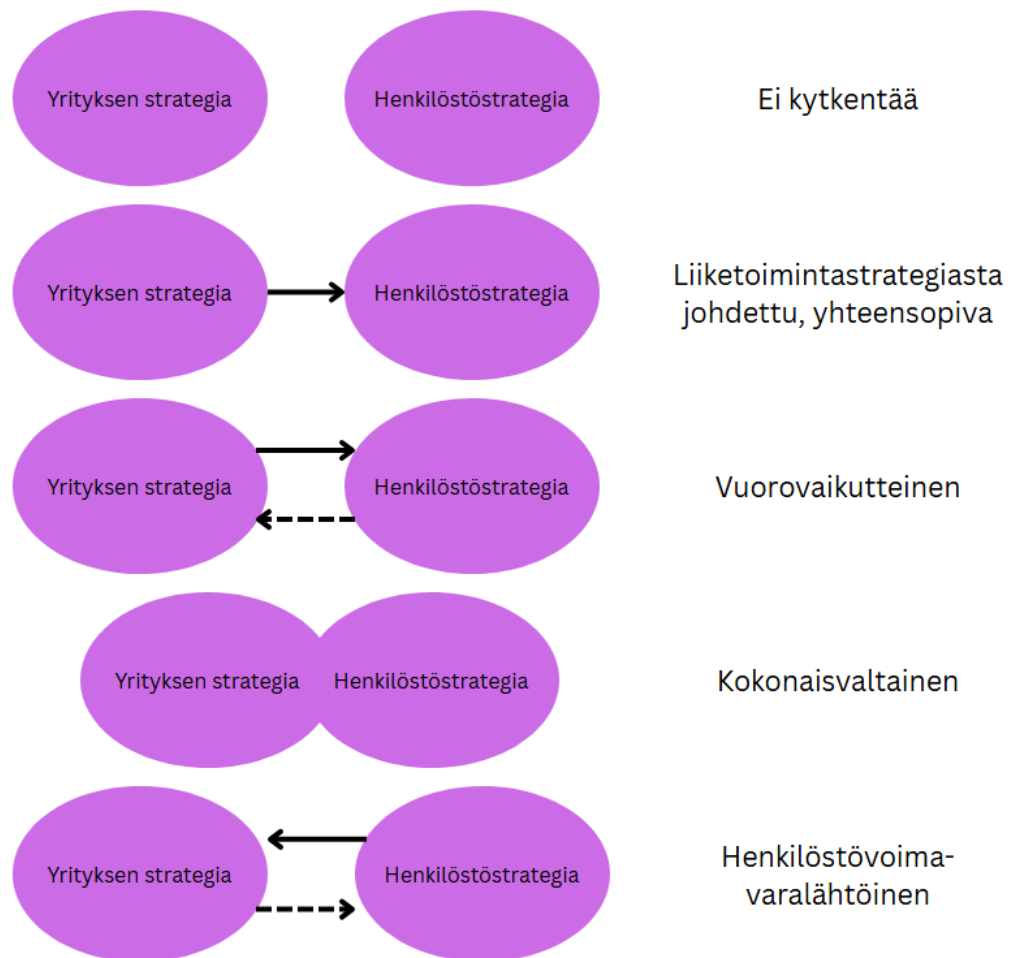 Yrityksen strategia
Henkilöstöstrategia
Ei kytkentää
Yrityksen strategia
Henkilöstöstrategia
Liiketoimintastrategiasta
johdettu, yhteensopiva
Yrityksen strategia
Henkilöstöstrategia
Vuorovaikutteinen
Yrityksen strategia
Henkilöstöstrategia
Kokonaisvaltainen
Yrityksen strategia
Henkilöstöstrategia
Henkilöstövoima-
varalähtöinen